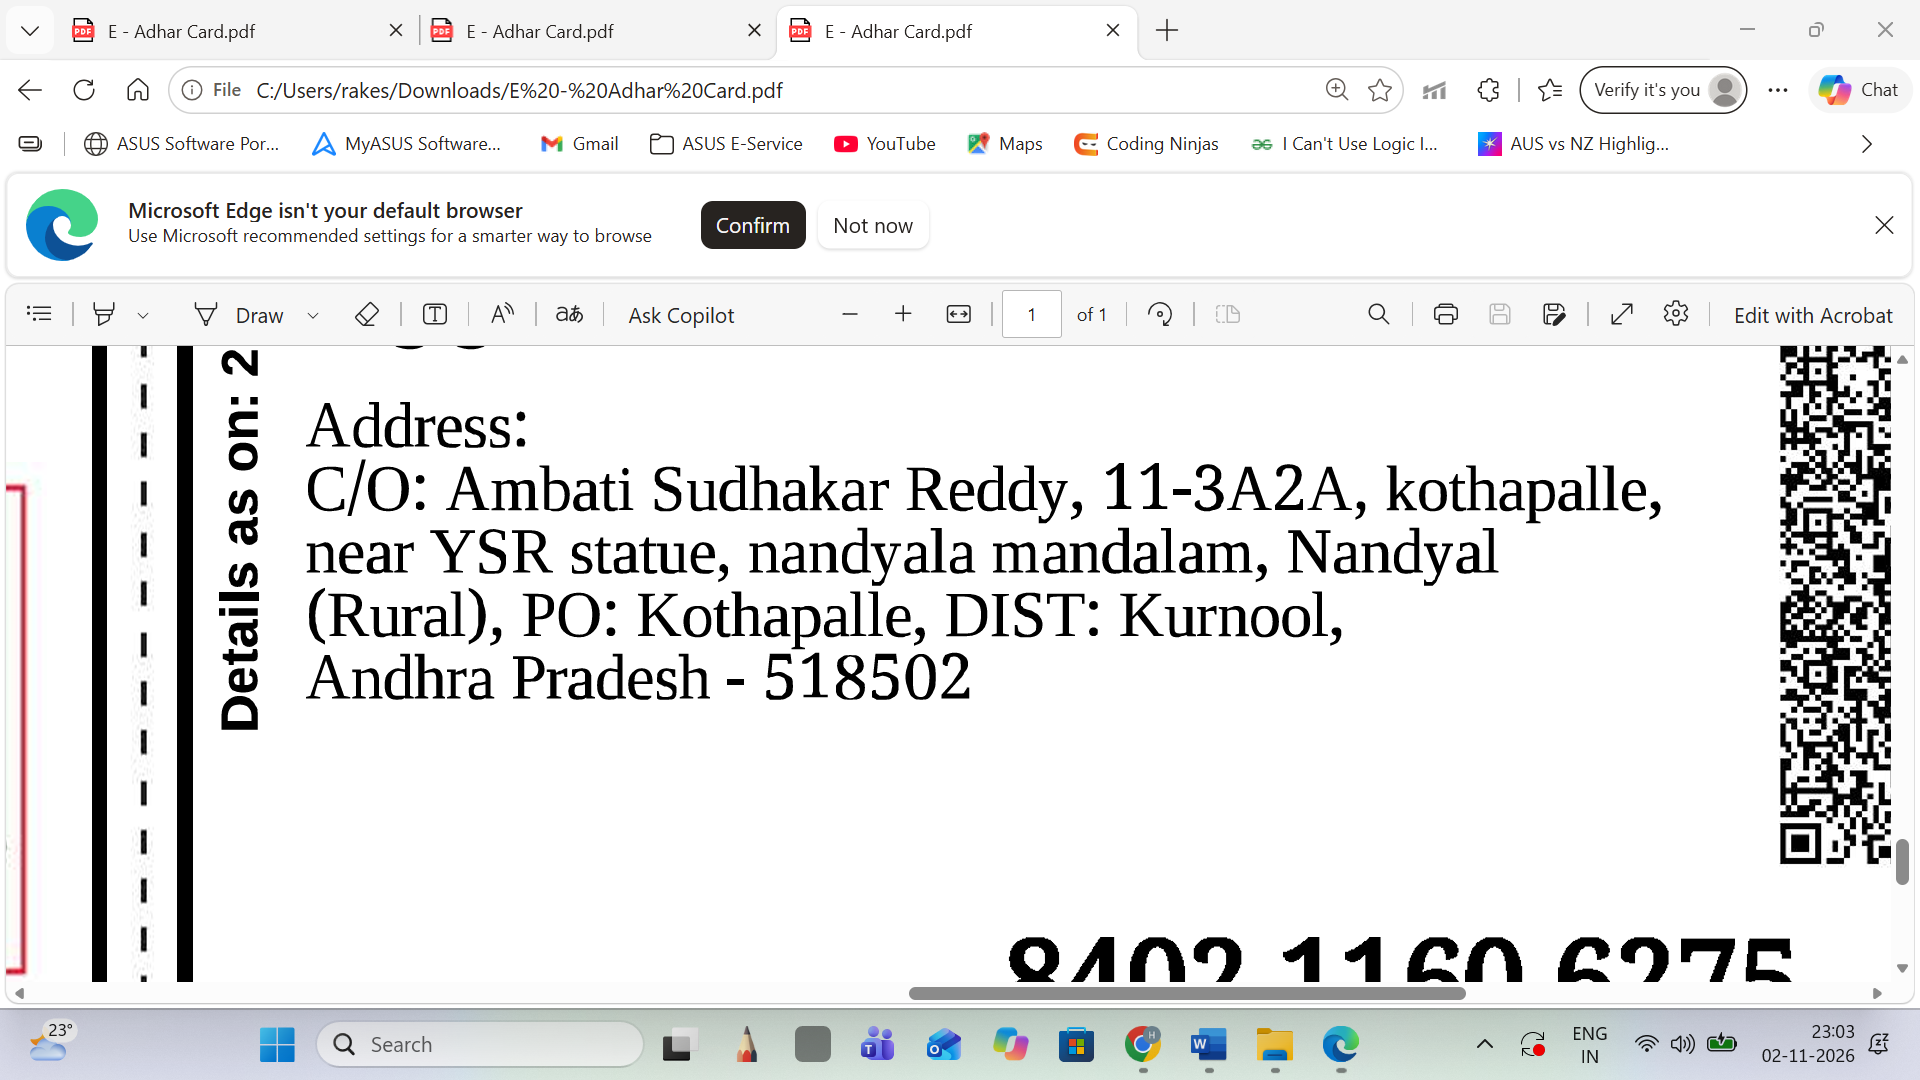 E - Adhar Card.pdf
E - Adhar Card.pdf
E - Adhar Card.pdf
File C:/Users/rakes/Downloads/E%20-%20Adhar%20Card.pdf
Verify it's you
Chat
ASUS Software Por...
MyASUS Software...
Gmail
ASUS E-Service
YouTube
Maps
Coding Ninjas
I Can't Use Logic I...
AUS vs NZ Highlig...
Microsoft Edge isn't your default browser
Use Microsoft recommended settings for a smarter way to browse
Confirm
Not now
Draw
Ask Copilot
1 of 1
Edit with Acrobat
Details as on: 2
Address:
C/O: Ambati Sudhakar Reddy, 11-3A2A, kothapalle,
near YSR statue, nandyala mandalam, Nandyal
(Rural), PO: Kothapalle, DIST: Kurnool,
Andhra Pradesh - 518502
8402 1160 6275
23°
Search
ENG
IN
23:03
02-11-2026